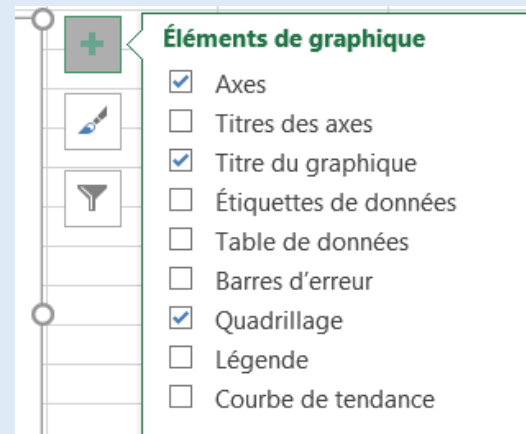 Éléments de graphique
Axes
Titres des axes
Titre du graphique
Étiquettes de données
Table de données
Barres d’erreur
Quadrillage
Légende
Courbe de tendance